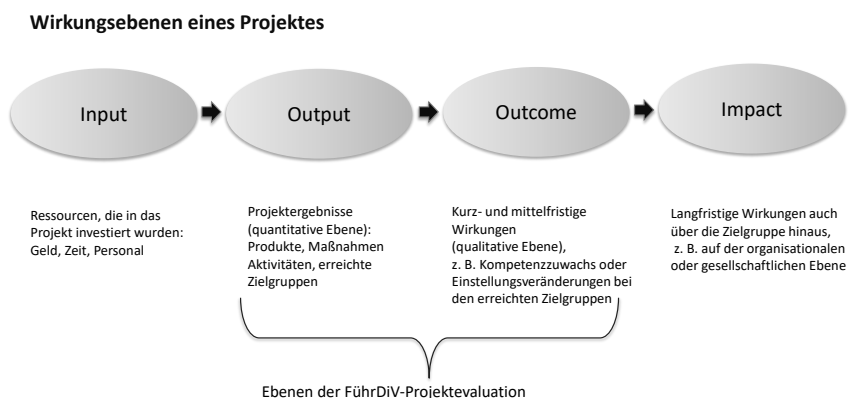 Wirkungsebenen eines Projektes
Input
Output
Outcome
Impact
Ressourcen, die in das
Projekt investiert wurden:
Geld, Zeit, Personal
Projektergebnisse
(quantitative Ebene):
Produkte, Maßnahmen
Aktivitäten, erreichte
Zielgruppen
Kurz- und mittelfristige
Wirkungen
(qualitative Ebene),
z. B. Kompetenzzuwachs oder
Einstellungsveränderungen bei
den erreichten Zielgruppen
Langfristige Wirkungen auch
über die Zielgruppe hinaus,
z. B. auf der organisationalen
oder gesellschaftlichen Ebene
Ebenen der FührDiV-Projektevaluation